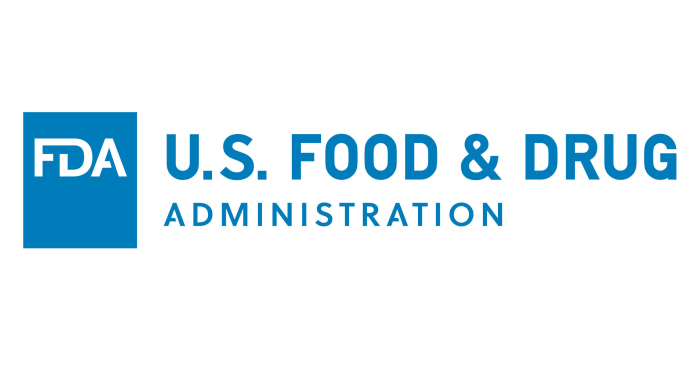 FDA
U.S. FOOD & DRUG
ADMINISTRATION